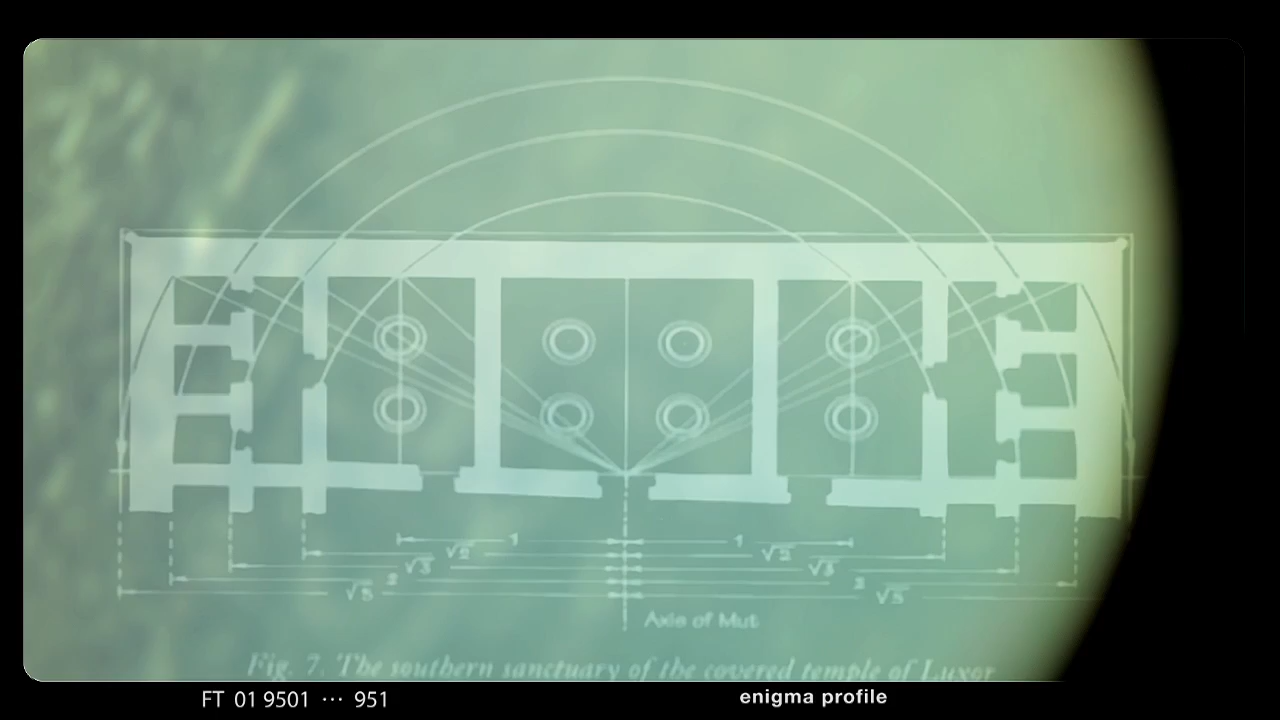 1 1
√2 √2
√3 √3
2 2
√5 √5
Axis of Mut
Fig. 7. The southern sanctuary of the covered temple of Luxor
FT 01 9501 ··· 951
enigma profile